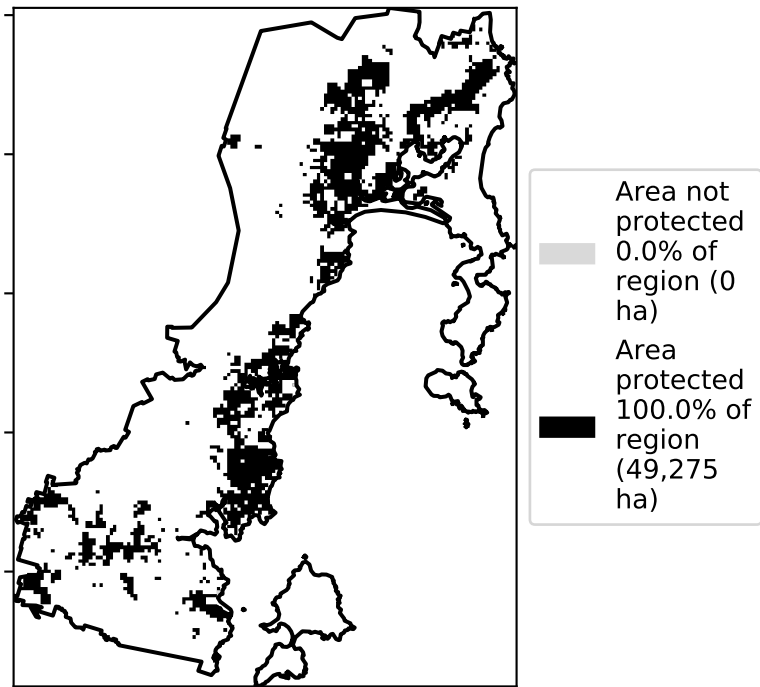 Area not
protected
0.0% of
region (0
ha)
Area
protected
100.0% of
region
(49,275
ha)